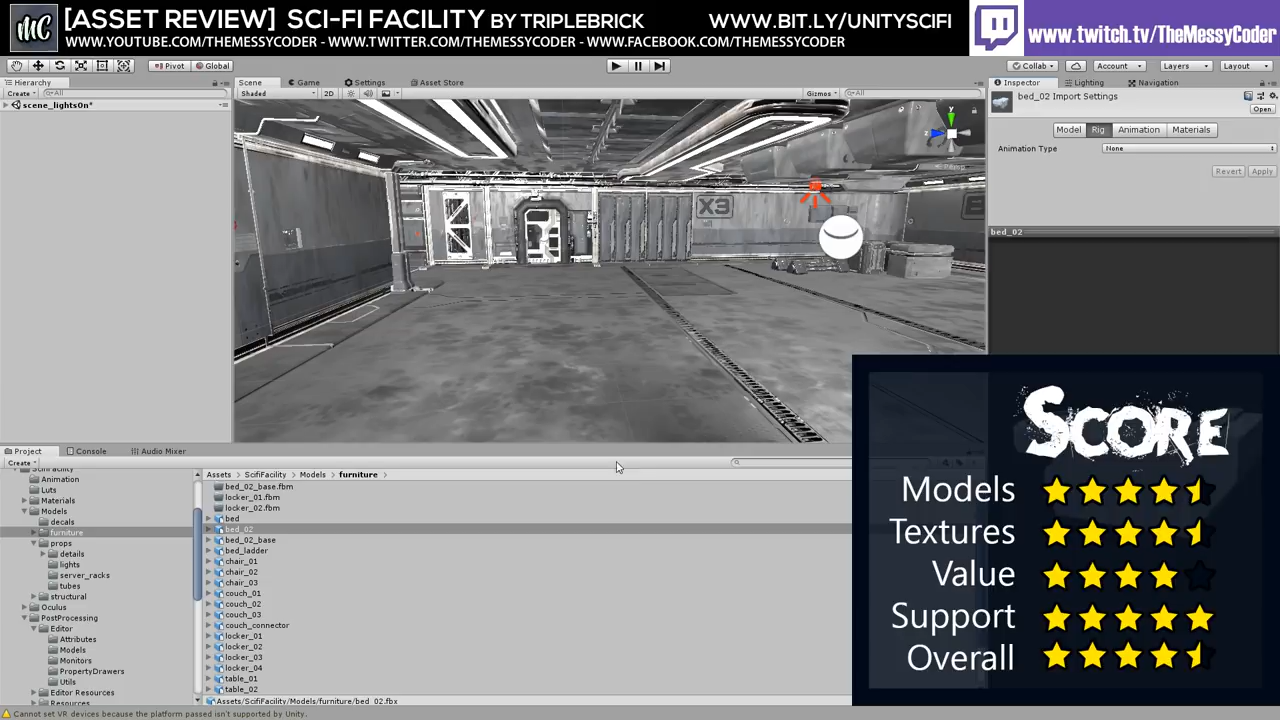 mC
[ASSET REVIEW] SCI-FI FACILITY BY TRIPLEBRICK
WWW.BIT.LY/UNITYSCIFI
WWW.YOUTUBE.COM/THEMESSYCODER - WWW.TWITTER.COM/THEMESSYCODER - WWW.FACEBOOK.COM/THEMESSYCODER
www.twitch.tv/TheMessyCoder
Pivot Global
Collab Account Layers Layout
Hierarchy
Create All
scene_lightsOn*
Scene Game Settings Asset Store
Shaded 2D Gizmos All
y
z
Persp
X3
Inspector Lighting Navigation
bed_02 Import Settings
Open
Model Rig Animation Materials
Animation Type None
Revert Apply
bed_02
Project Console Audio Mixer
Create
ScifiFacility
Animation
Luts
Materials
Models
decals
furniture
props
details
lights
server_racks
tubes
structural
Oculus
PostProcessing
Editor
Attributes
Models
Monitors
PropertyDrawers
Utils
Editor Resources
Resources
Assets ScifiFacility Models furniture
bed_02_base.fbm
locker_01.fbm
locker_02.fbm
bed
bed_02
bed_02_base
bed_ladder
chair_01
chair_02
chair_03
couch_01
couch_02
couch_03
couch_connector
locker_01
locker_02
locker_03
locker_04
table_01
table_02
Assets/ScifiFacility/Models/furniture/bed_02.fbx
Cannot set VR devices because the platform passed isn't supported by Unity.
SCORE
Models
Textures
Value
Support
Overall